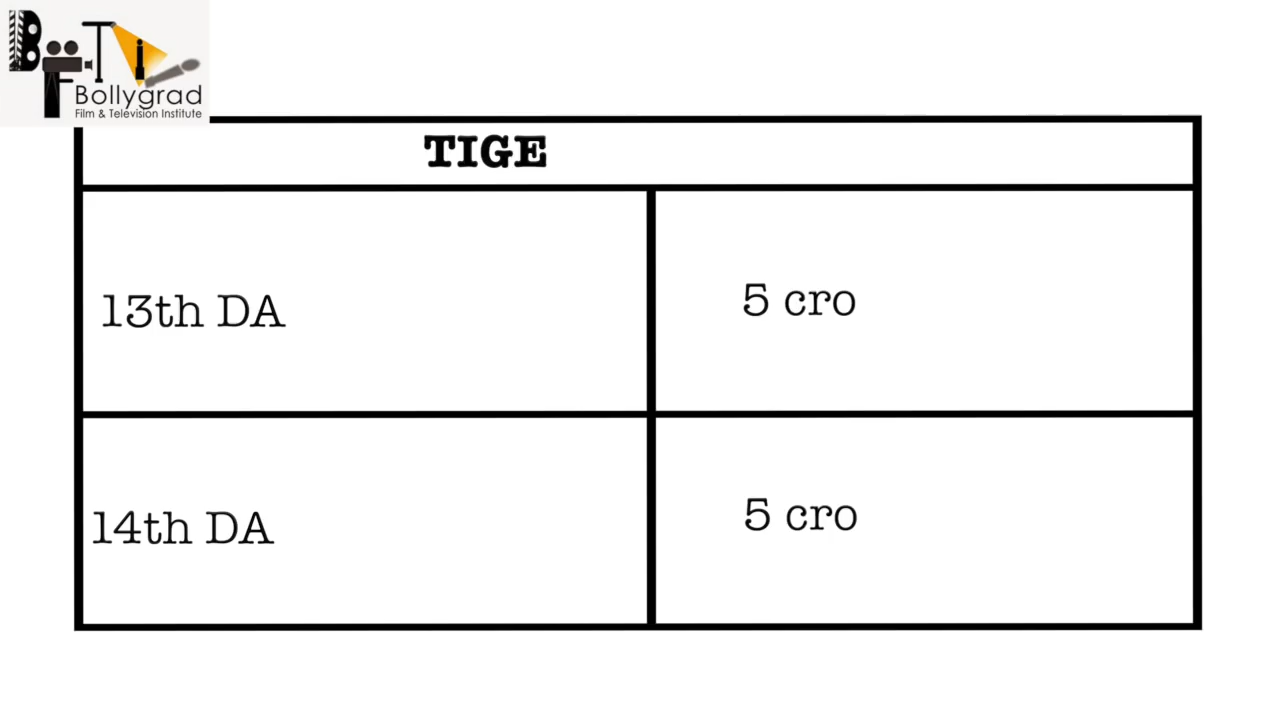 Bollygrad
Film & Television Institute
TIGE
13th DA
5 cro
14th DA
5 cro